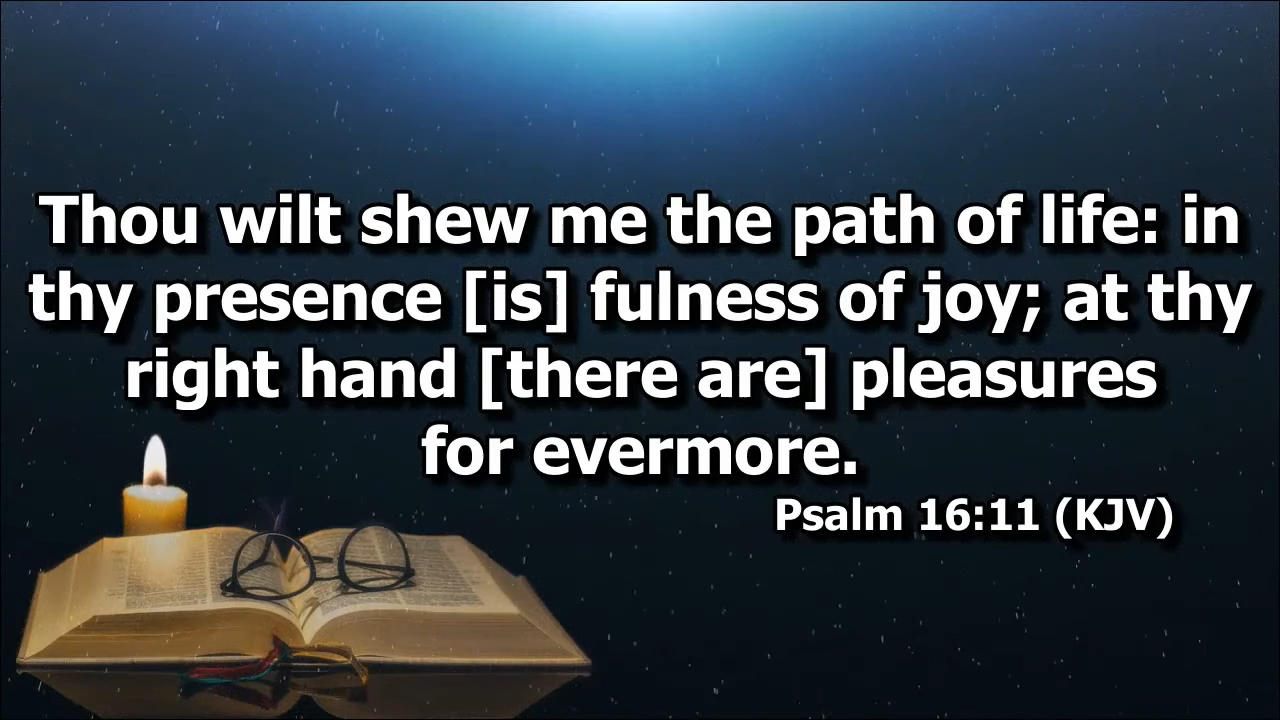 Thou wilt shew me the path of life: in
thy presence [is] fulness of joy; at thy
right hand [there are] pleasures
for evermore.
Psalm 16:11 (KJV)